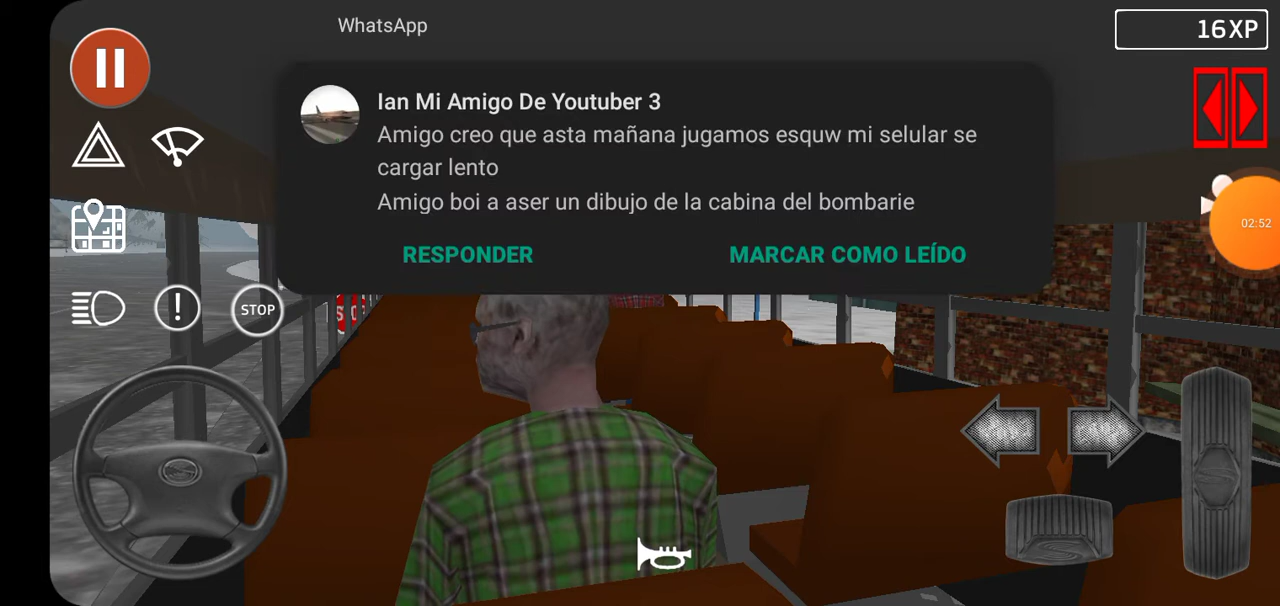 WhatsApp
16XP
Ian Mi Amigo De Youtuber 3
Amigo creo que asta mañana jugamos esquw mi selular se
cargar lento
Amigo boi a aser un dibujo de la cabina del bombarie
RESPONDER
MARCAR COMO LEÍDO
02:52
STOP